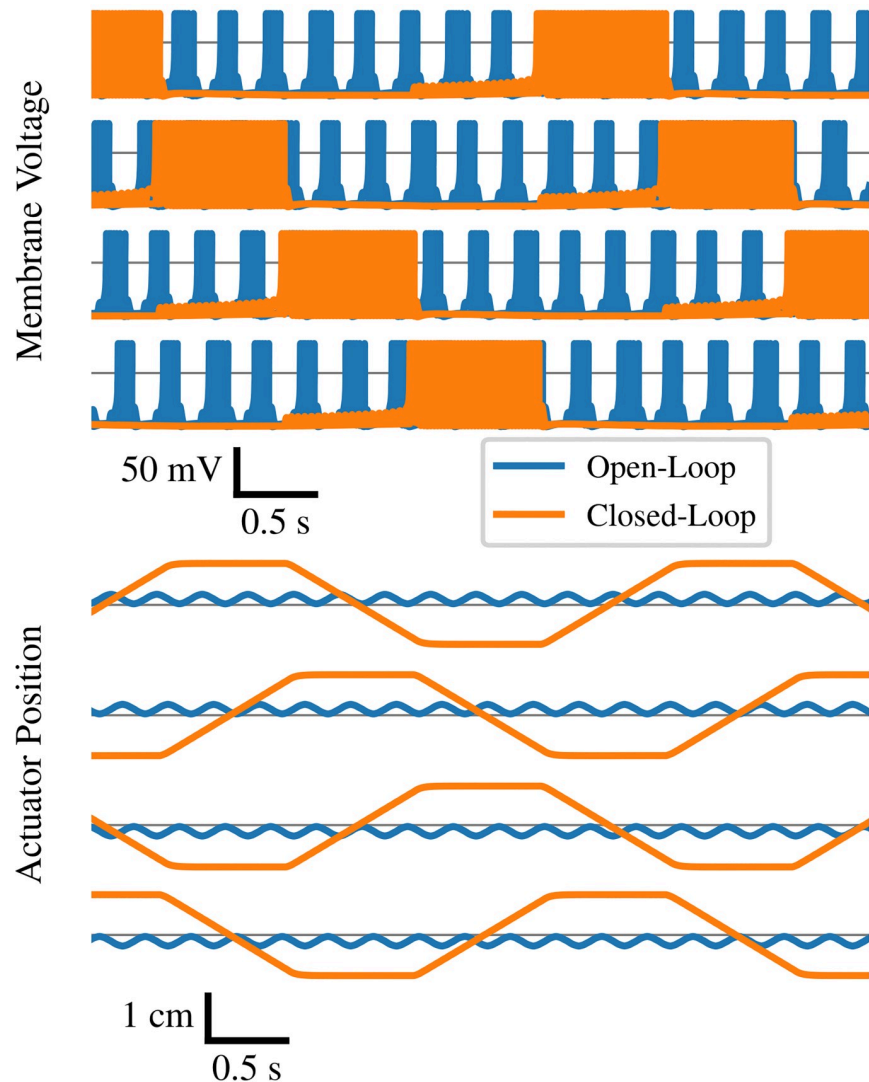 Membrane Voltage
50 mV
0.5 s
Open-Loop
Closed-Loop
Actuator Position
1 cm
0.5 s